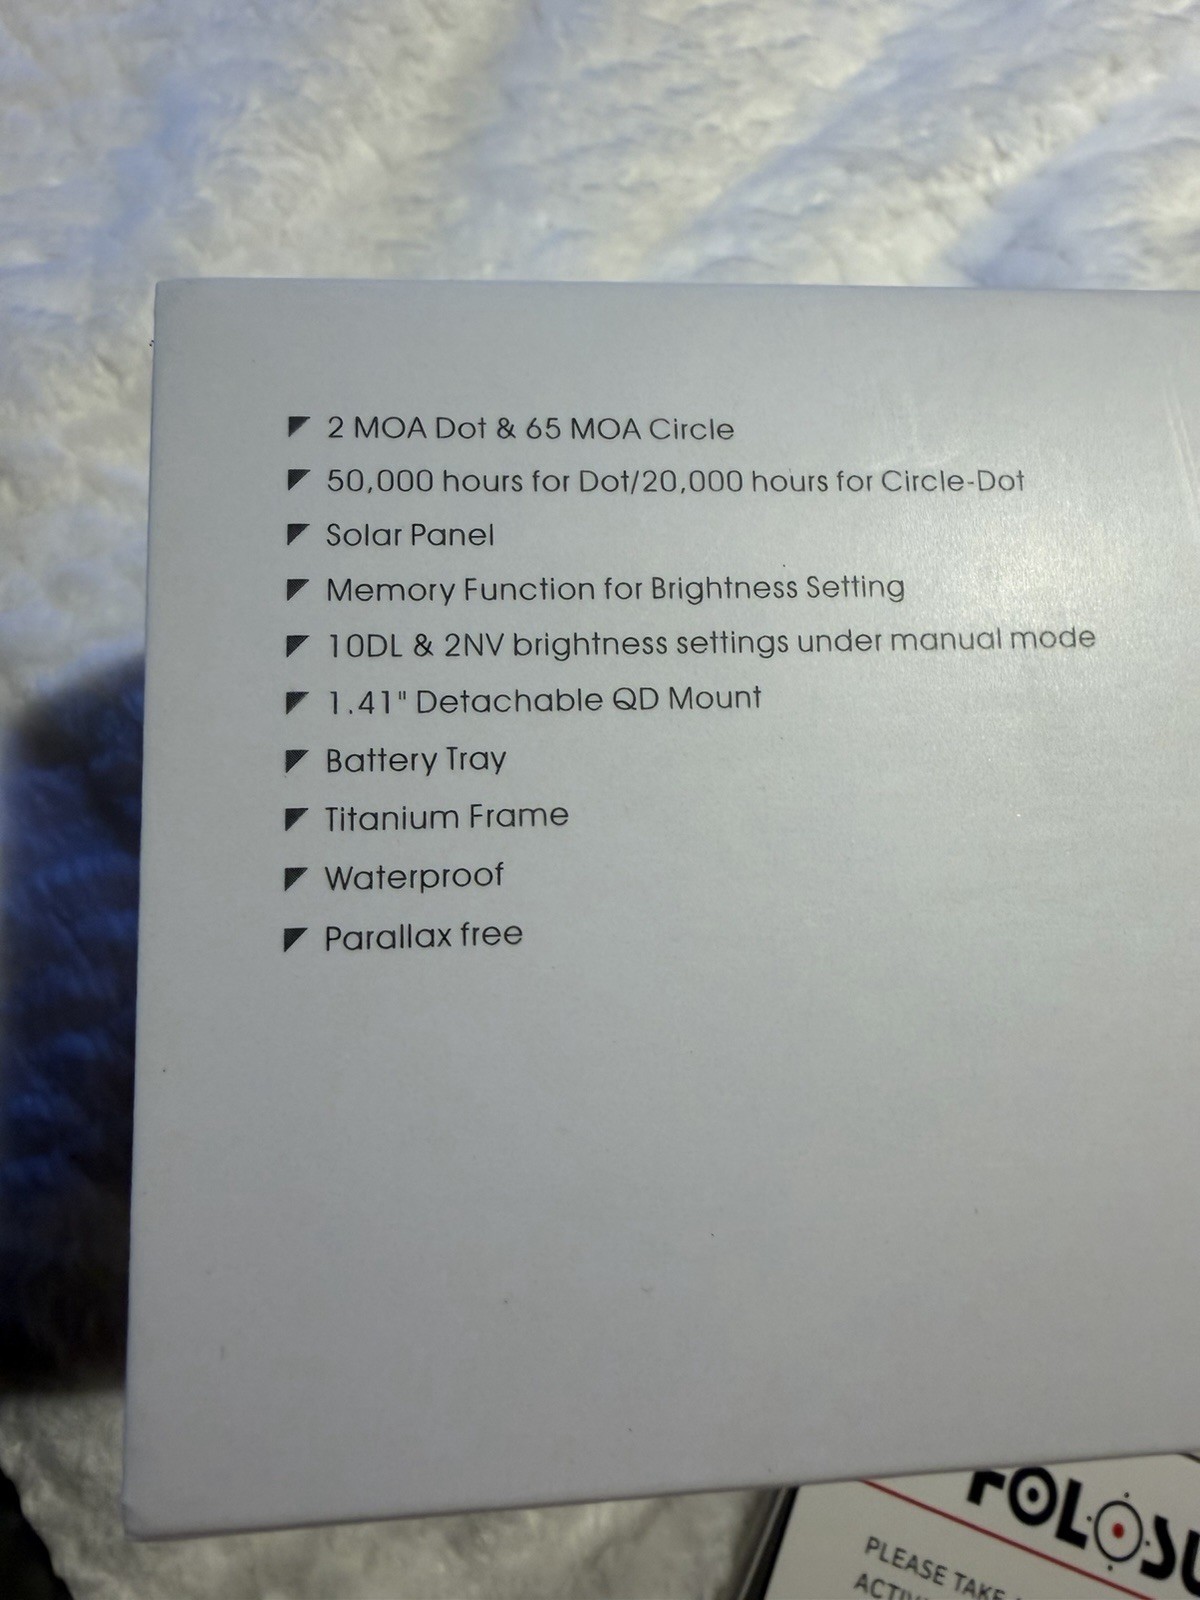 2 MOA Dot & 65 MOA Circle
50,000 hours for Dot/20,000 hours for Circle-Dot
Solar Panel
Memory Function for Brightness Setting
10DL & 2NV brightness settings under manual mode
1.41" Detachable QD Mount
Battery Tray
Titanium Frame
Waterproof
Parallax free
PLEASE TAKE